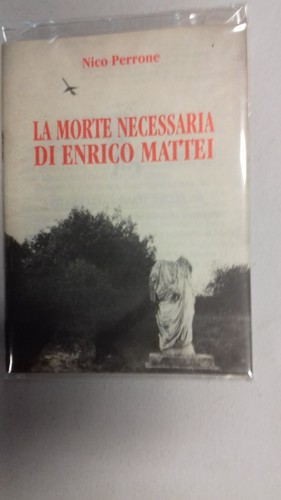 Nico Perrone
LA MORTE NECESSARIA
DI ENRICO MATTEI